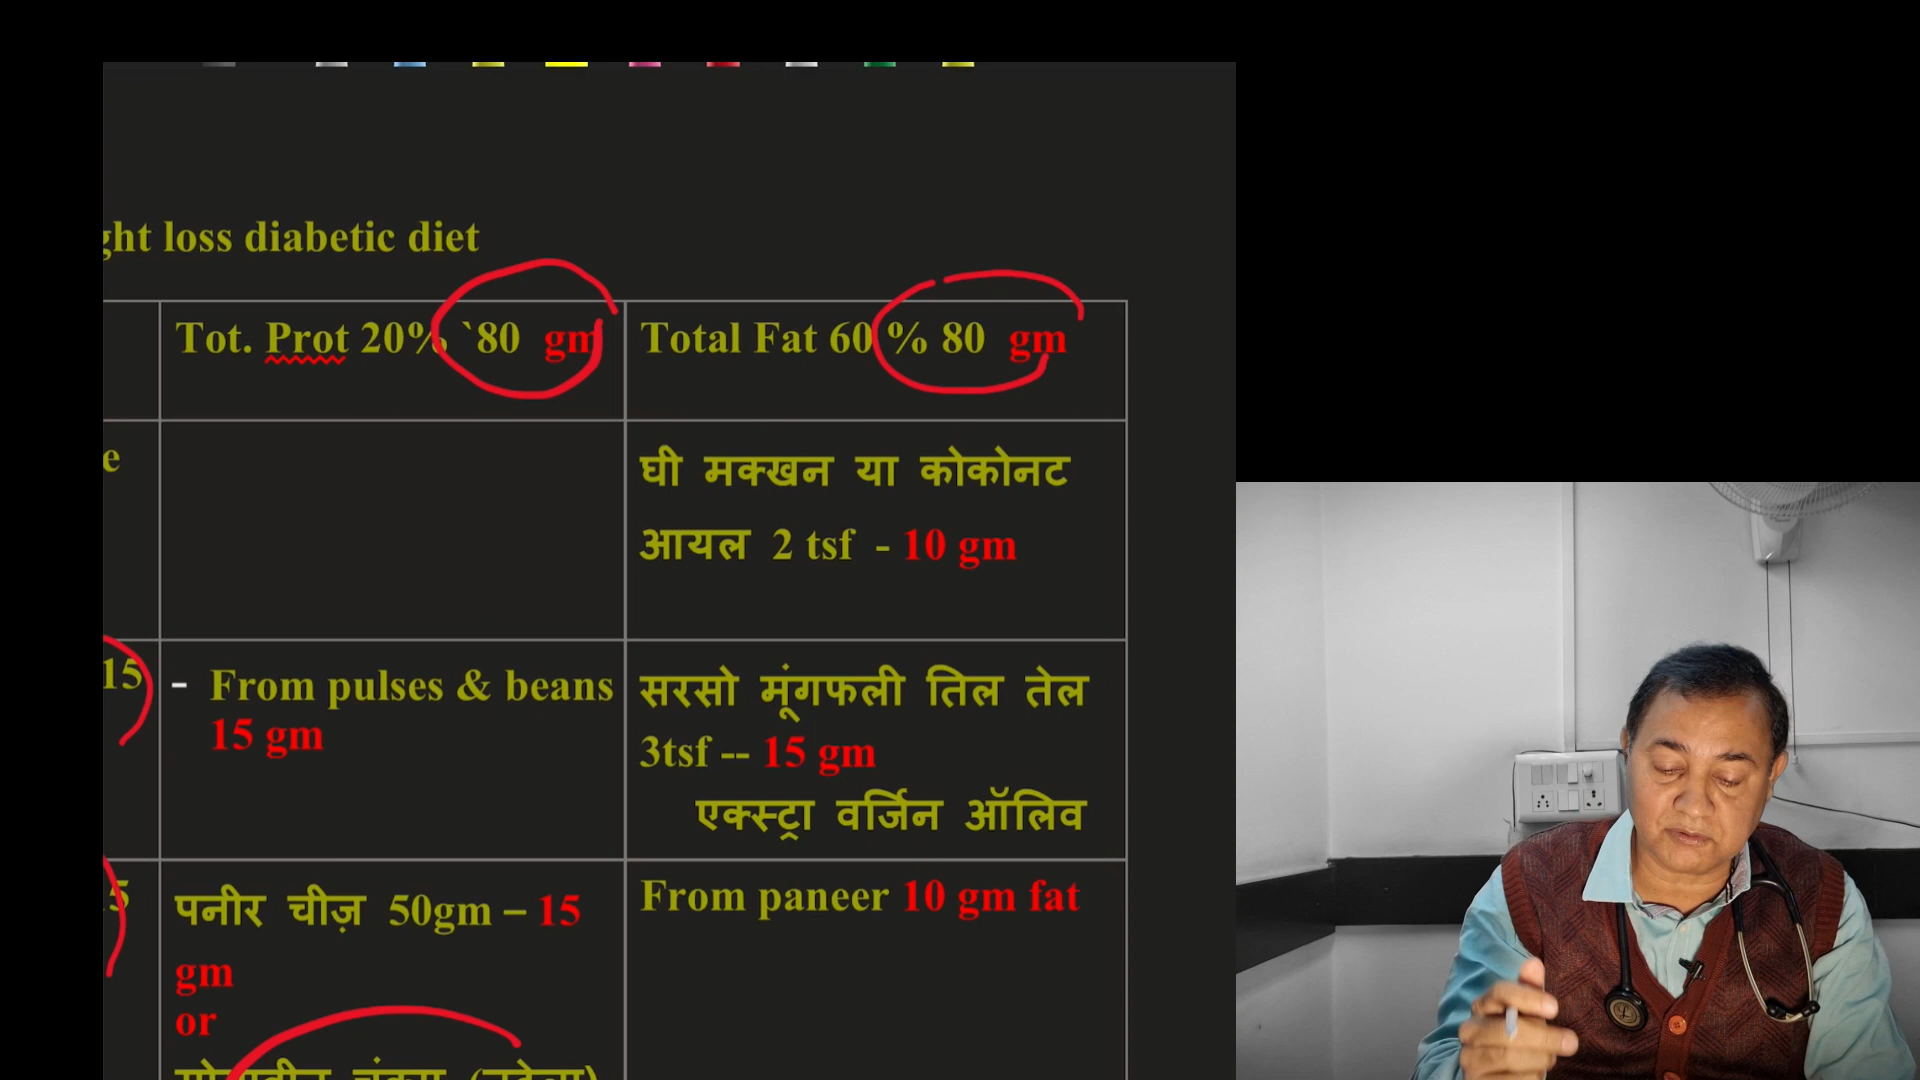 ght loss diabetic diet
Tot. Prot 20% `80 gm
Total Fat 60 % 80 gm
e
घी मक्खन या कोकोनट
आयल 2 tsf - 10 gm
15
- From pulses & beans
15 gm
सरसो मूंगफली तिल तेल
3tsf -- 15 gm
एक्स्ट्रा वर्जिन ऑलिव
5
पनीर चीज़ 50gm – 15
gm
or
From paneer 10 gm fat